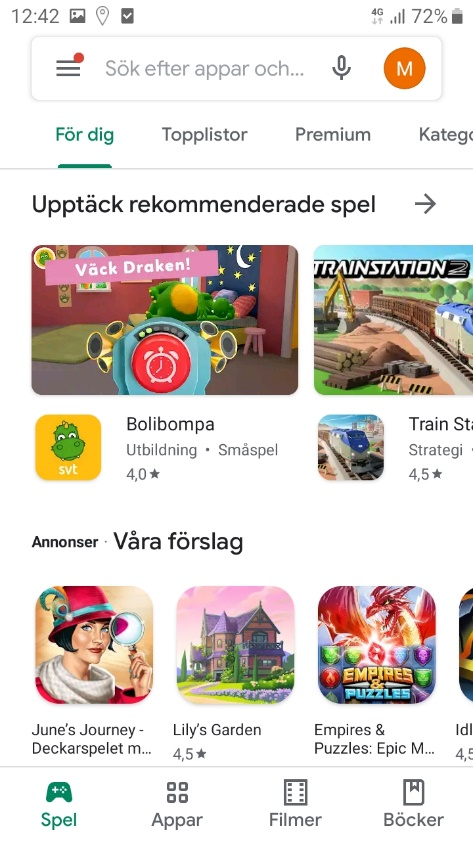 12:42
4G
72%
Sök efter appar och...
M
För dig
Topplistor
Premium
Katego
Upptäck rekommenderade spel
Väck Draken!
TRAINSTATION 2
svt
Bolibompa
Utbildning • Småspel
4,0★
Train Sta
Strategi •
4,5★
Annonser · Våra förslag
EMPIRES & PUZZLES
June's Journey -
Deckarspelet m...
Lily's Garden
4,5★
Empires &
Puzzles: Epic M...
Idl
4,5
Spel
Appar
Filmer
Böcker